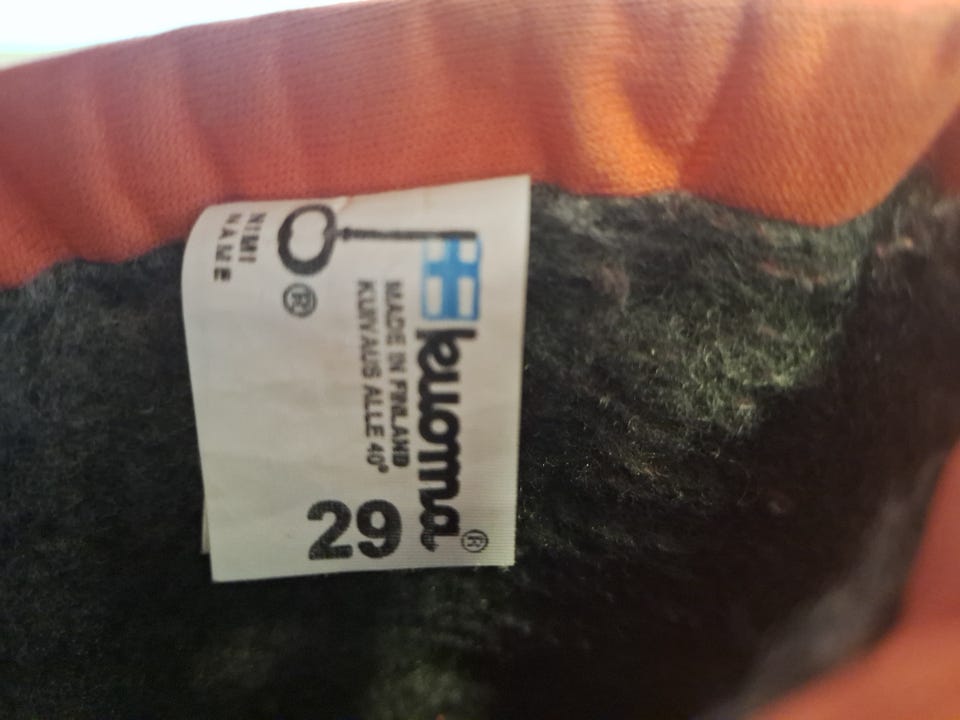 kuoma®
MADE IN FINLAND
KUIVAUS ALLE 40°
29
®
NIMI
NAME